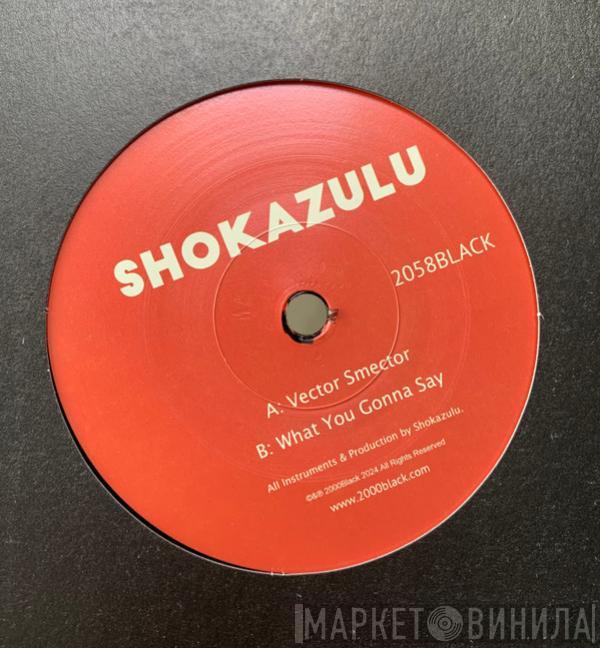 SHOKAZULU
2058BLACK
A: Vector Smector
B: What You Gonna Say
All Instruments & Production by Shokazulu.
©&℗ 2000Black 2024 All Rights Reserved
www.2000black.com
МАРКЕТ ВИНИЛА